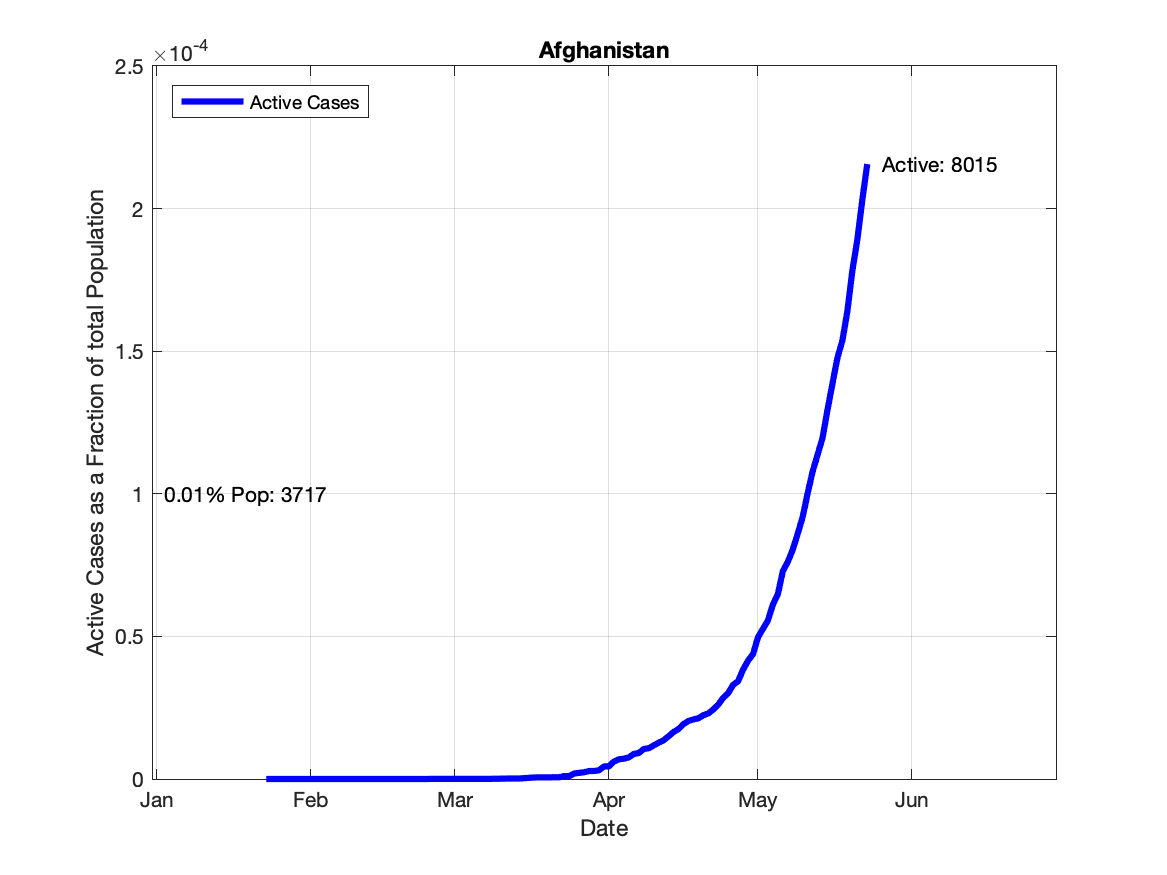 Afghanistan
×10⁻⁴
2.5
2
1.5
1
0.5
0
Active Cases
Active: 8015
0.01% Pop: 3717
Active Cases as a Fraction of total Population
Jan Feb Mar Apr May Jun
Date